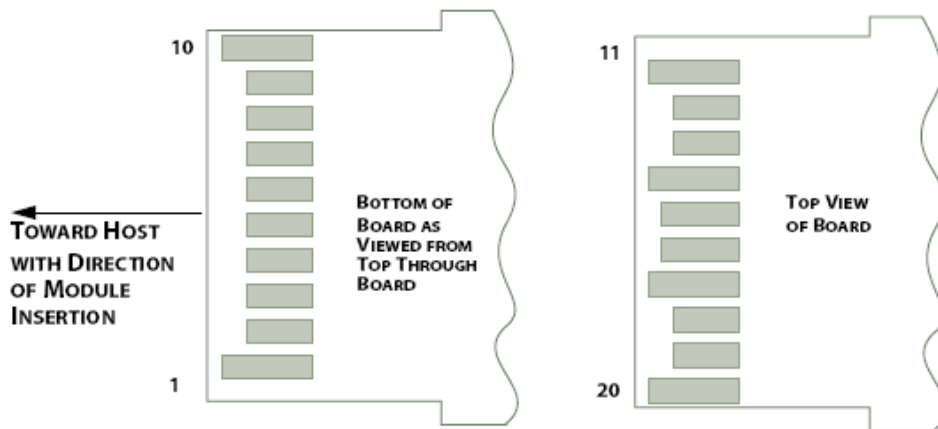 10
11
BOTTOM OF
BOARD AS
VIEWED FROM
TOP THROUGH
BOARD
TOP VIEW
OF BOARD
TOWARD HOST
WITH DIRECTION
OF MODULE
INSERTION
1
20